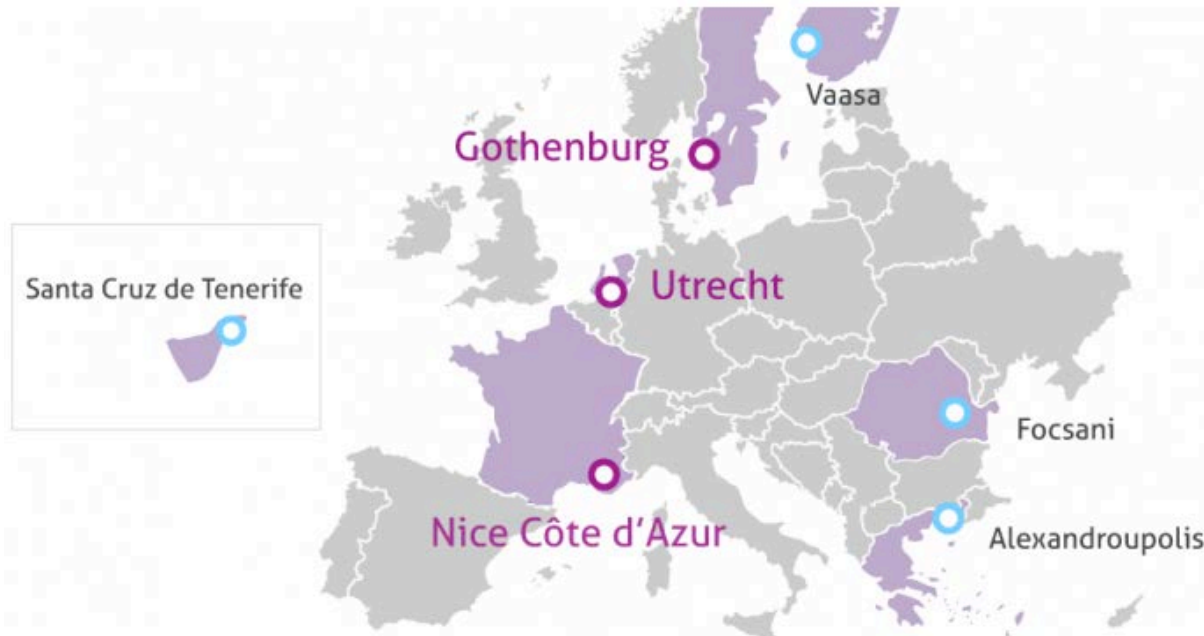 Vaasa
Gothenburg
Santa Cruz de Tenerife
Utrecht
Focsani
Nice Côte d'Azur
Alexandroupolis